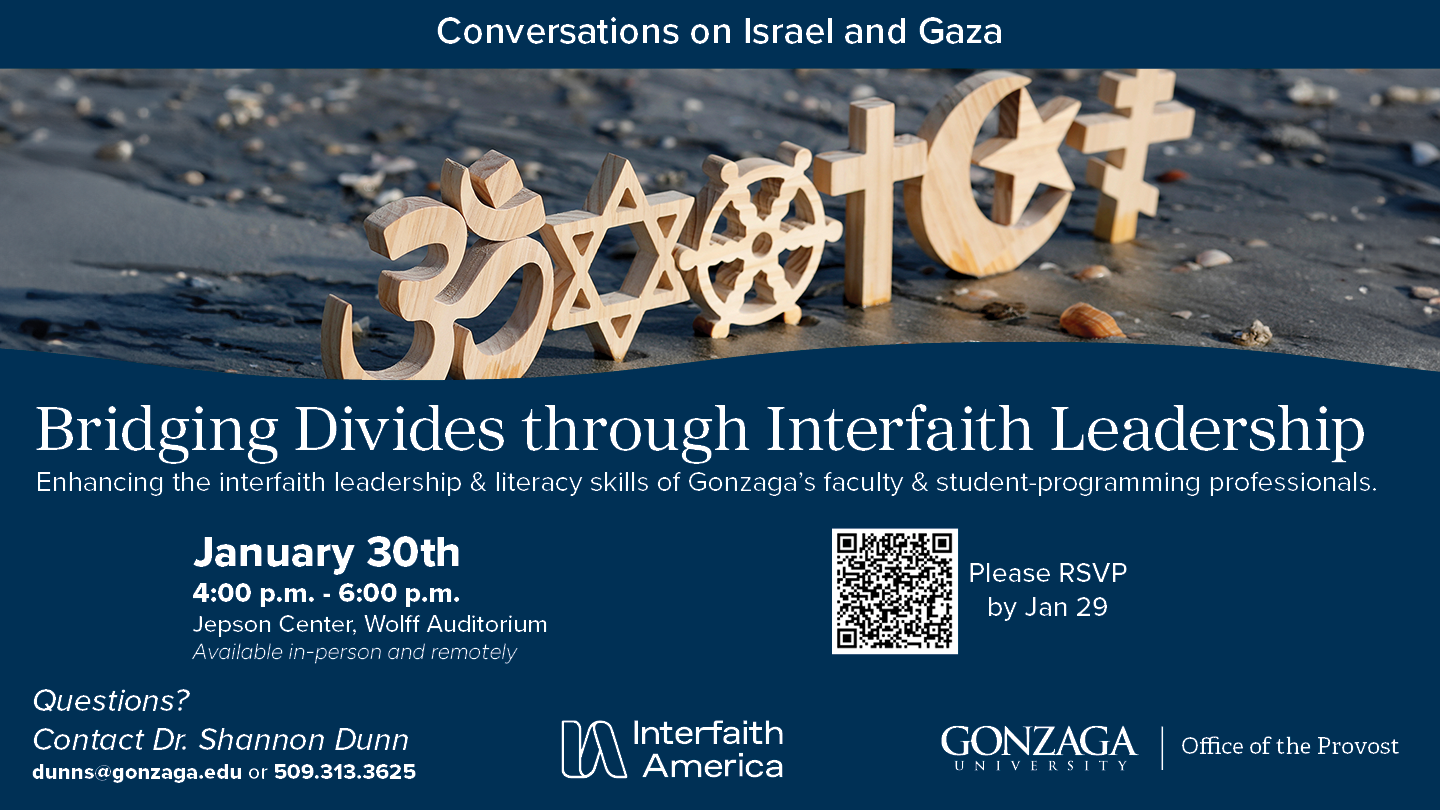 Conversations on Israel and Gaza
Bridging Divides through Interfaith Leadership
Enhancing the interfaith leadership & literacy skills of Gonzaga’s faculty & student-programming professionals.
January 30th
4:00 p.m. - 6:00 p.m.
Jepson Center, Wolff Auditorium
Available in-person and remotely
Please RSVP
by Jan 29
Questions?
Contact Dr. Shannon Dunn
dunns@gonzaga.edu or 509.313.3625
Interfaith
America
GONZAGA
UNIVERSITY
Office of the Provost